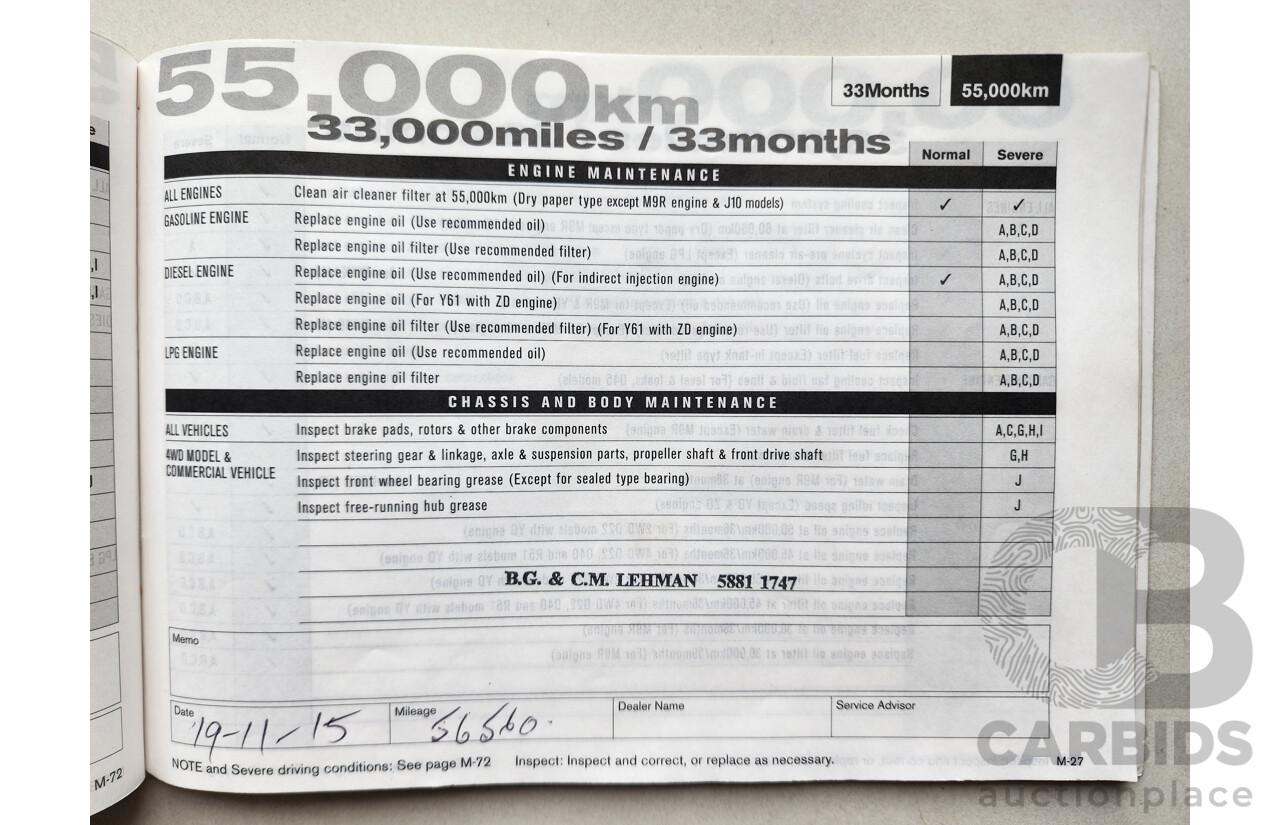 55,000km
33,000miles / 33months
33Months 55,000km
Normal Severe
ENGINE MAINTENANCE
ALL ENGINES Clean air cleaner filter at 55,000km (Dry paper type except M9R engine & J10 models) ✓ ✓
GASOLINE ENGINE Replace engine oil (Use recommended oil) A,B,C,D
Replace engine oil filter (Use recommended filter) A,B,C,D
DIESEL ENGINE Replace engine oil (Use recommended oil) (For indirect injection engine) ✓ A,B,C,D
Replace engine oil (For Y61 with ZD engine) A,B,C,D
Replace engine oil filter (Use recommended filter) (For Y61 with ZD engine) A,B,C,D
LPG ENGINE Replace engine oil (Use recommended oil) A,B,C,D
Replace engine oil filter A,B,C,D
CHASSIS AND BODY MAINTENANCE
ALL VEHICLES Inspect brake pads, rotors & other brake components A,C,G,H,I
4WD MODEL & Inspect steering gear & linkage, axle & suspension parts, propeller shaft & front drive shaft G,H
COMMERCIAL VEHICLE Inspect front wheel bearing grease (Except for sealed type bearing) J
Inspect free-running hub grease J
B.G. & C.M. LEHMAN 5881 1747
Memo
Date 19-11-15 Mileage 56560 Dealer Name Service Advisor
NOTE and Severe driving conditions: See page M-72 Inspect: Inspect and correct, or replace as necessary. M-27
M-72
CB
CARBIDS
auctionplace